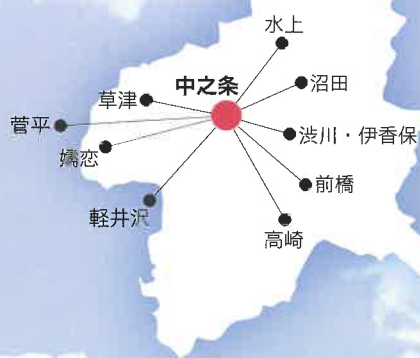 水上
中之条
沼田
草津
菅平
渋川・伊香保
嬬恋
前橋
軽井沢
高崎